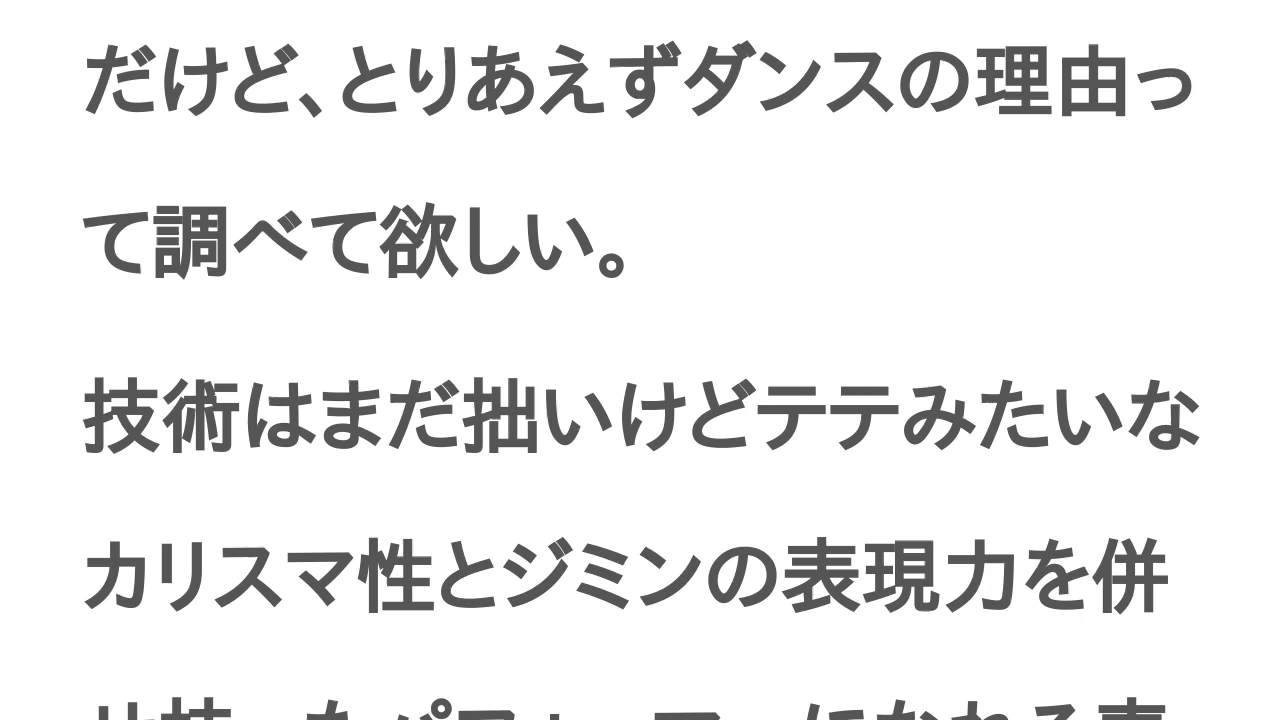 だけど、とりあえずダンスの理由っ
て調べて欲しい。
技術はまだ拙いけどテテみたいな
カリスマ性とジミンの表現力を併